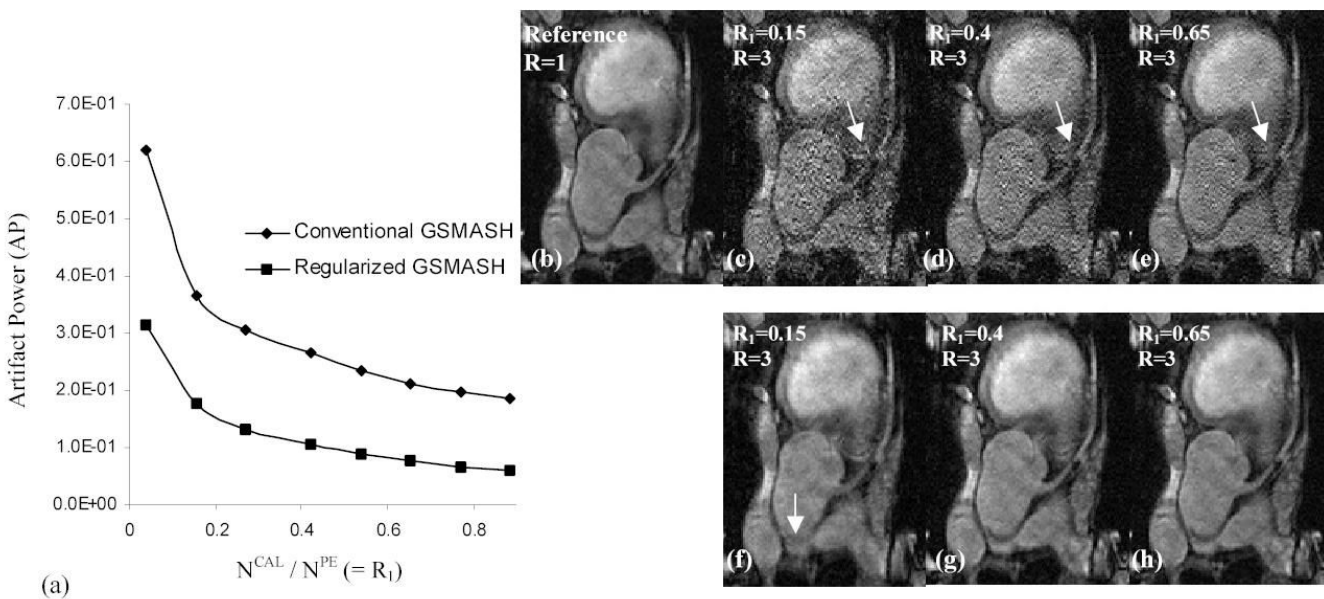 Reference
R=1
(b)
R₁=0.15
R=3
(c)
R₁=0.4
R=3
(d)
R₁=0.65
R=3
(e)
Artifact Power (AP)
7.0E-01
6.0E-01
5.0E-01
4.0E-01
3.0E-01
2.0E-01
1.0E-01
0.0E+00
Conventional GSMASH
Regularized GSMASH
0 0.2 0.4 0.6 0.8
N^CAL / N^PE (= R₁)
(a)
R₁=0.15
R=3
(f)
R₁=0.4
R=3
(g)
R₁=0.65
R=3
(h)